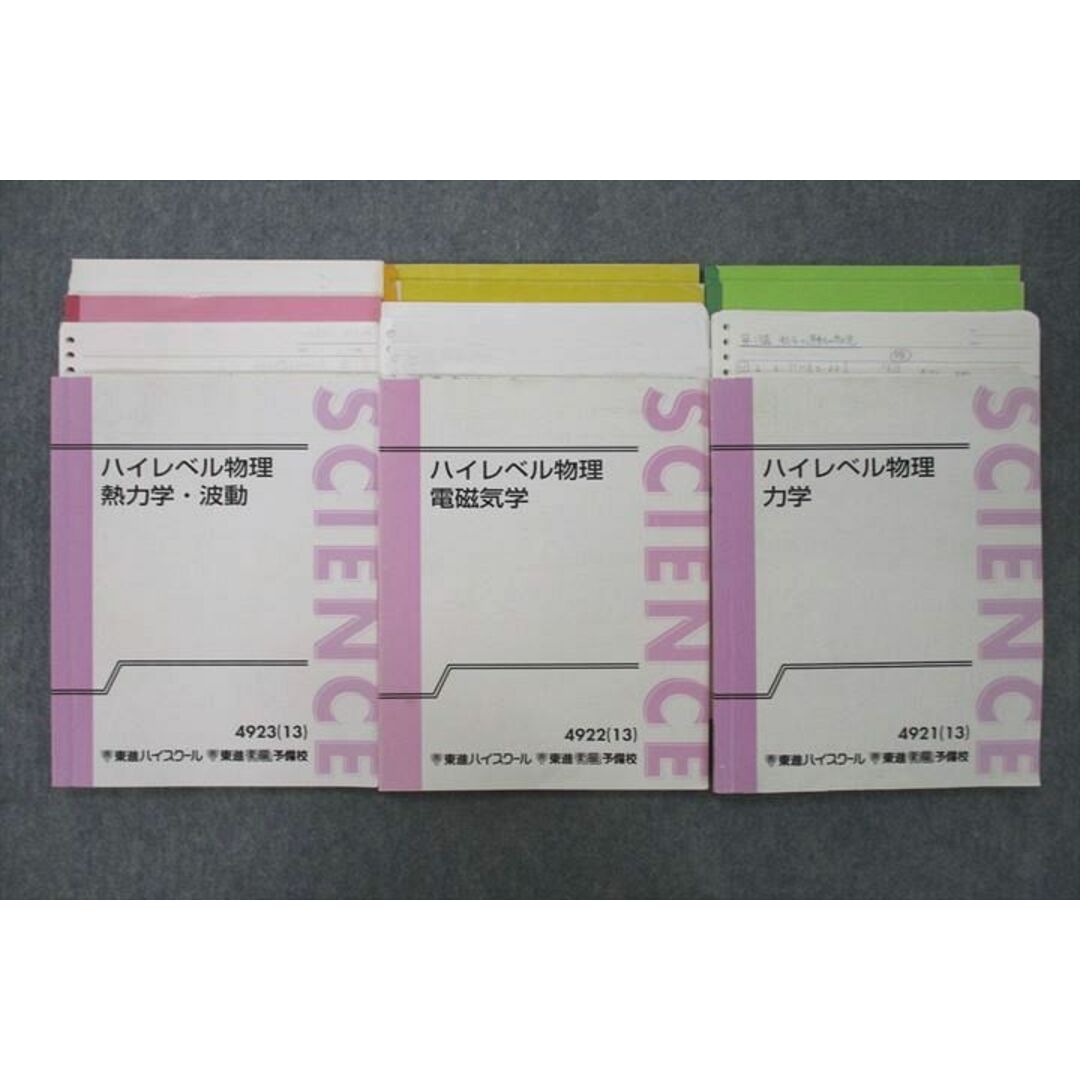 ハイレベル物理
熱力学・波動
SCIENCE
4923(13)
東進ハイスクール 東進衛星予備校
ハイレベル物理
電磁気学
SCIENCE
4922(13)
東進ハイスクール 東進衛星予備校
ハイレベル物理
力学
SCIENCE
4921(13)
東進ハイスクール 東進衛星予備校